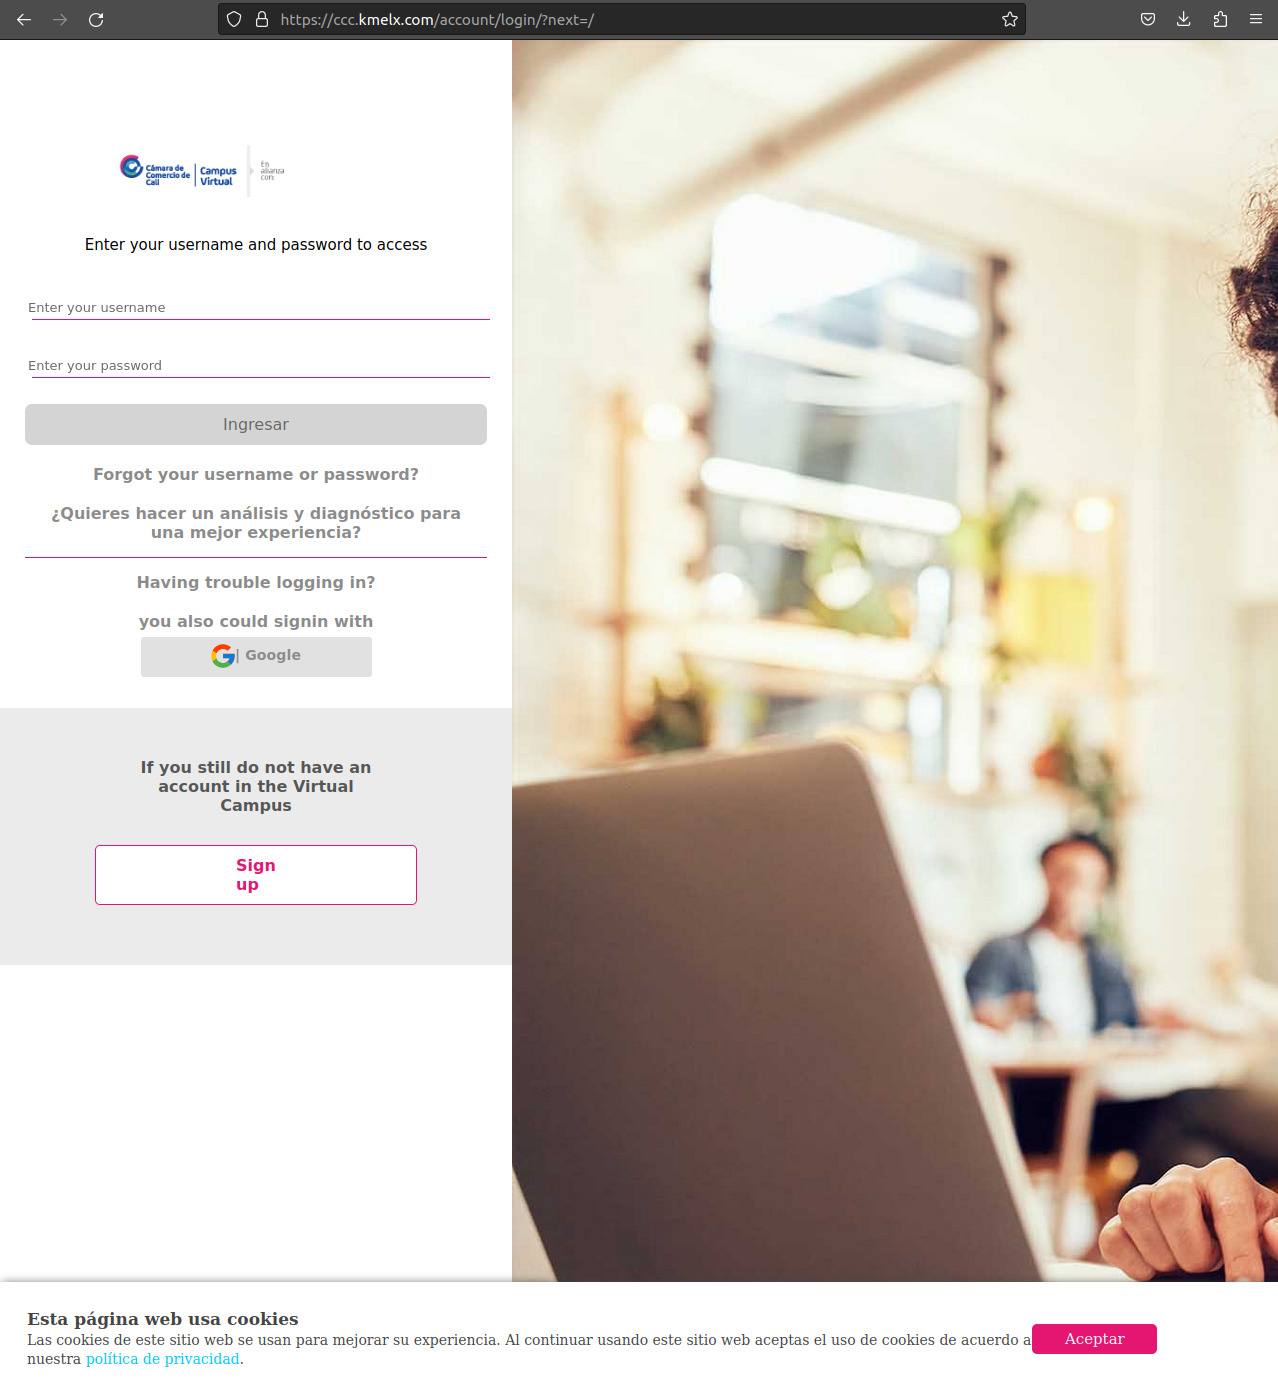 https://ccc.kmelx.com/account/login/?next=/
Cámara de
Comercio de
Cali
Campus
Virtual
En
alianza
con:
Enter your username and password to access
Enter your username
Enter your password
Ingresar
Forgot your username or password?
¿Quieres hacer un análisis y diagnóstico para
una mejor experiencia?
Having trouble logging in?
you also could signin with
| Google
If you still do not have an
account in the Virtual
Campus
Sign
up
Esta página web usa cookies
Las cookies de este sitio web se usan para mejorar su experiencia. Al continuar usando este sitio web aceptas el uso de cookies de acuerdo a
nuestra política de privacidad.
Aceptar